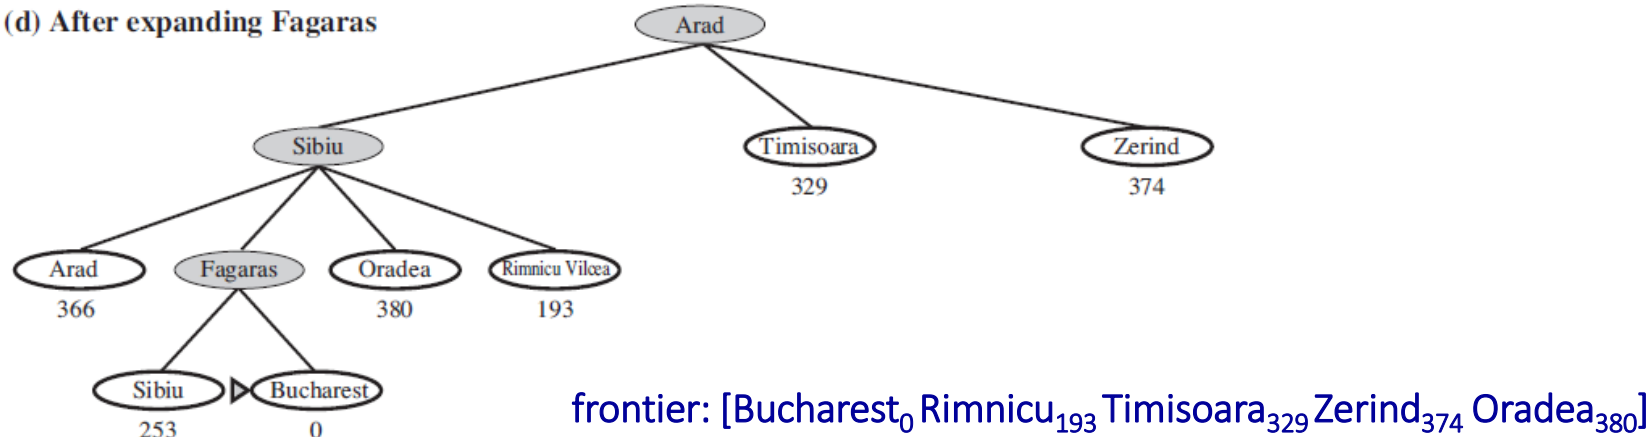 (d) After expanding Fagaras
Arad
Sibiu
Timisoara
Zerind
329
374
Arad
Fagaras
Oradea
Rimnicu Vilcea
366
380
193
Sibiu
Bucharest
253
0
frontier: [Bucharest0 Rimnicu193 Timisoara329 Zerind374 Oradea380]